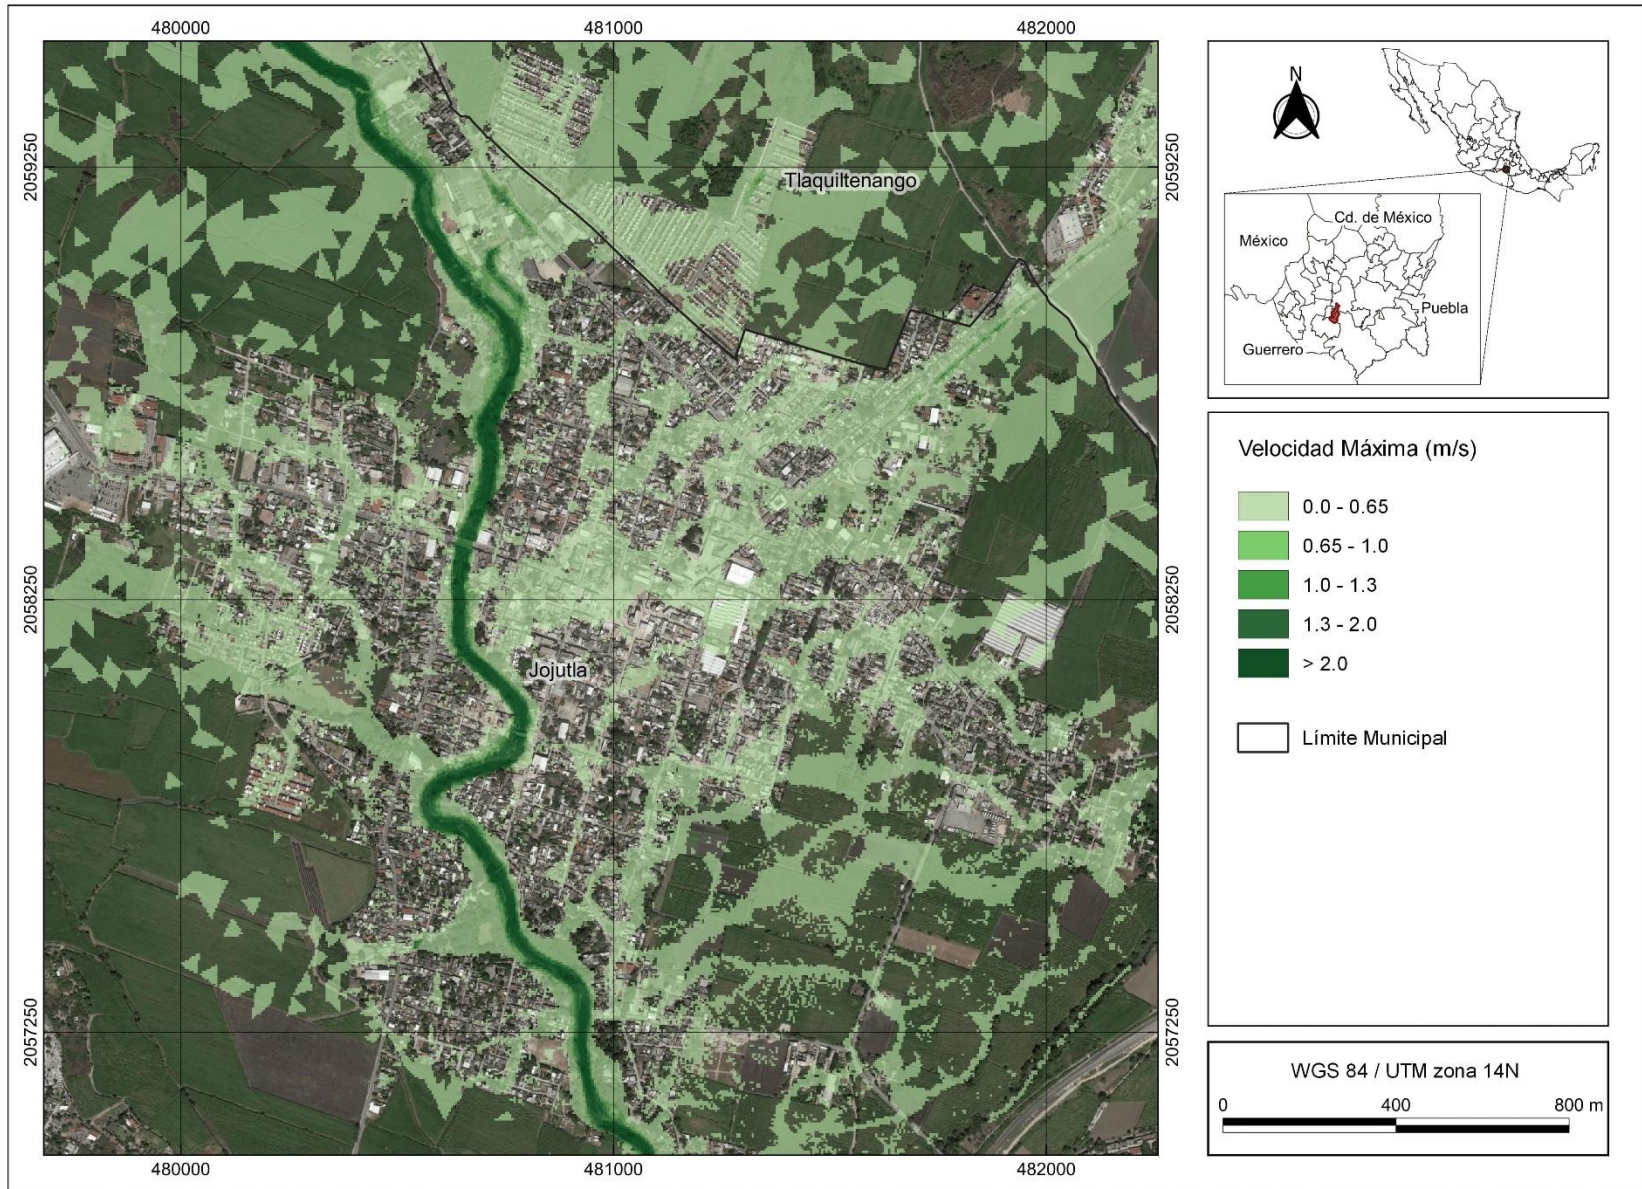 480000
481000
482000
2059250
2059250
Tlaquiltenango
2058250
2058250
Jojutla
2057250
2057250
480000
481000
482000
N
Cd. de México
México
Puebla
Guerrero
Velocidad Máxima (m/s)
0.0 - 0.65
0.65 - 1.0
1.0 - 1.3
1.3 - 2.0
> 2.0
Límite Municipal
WGS 84 / UTM zona 14N
0 400 800 m